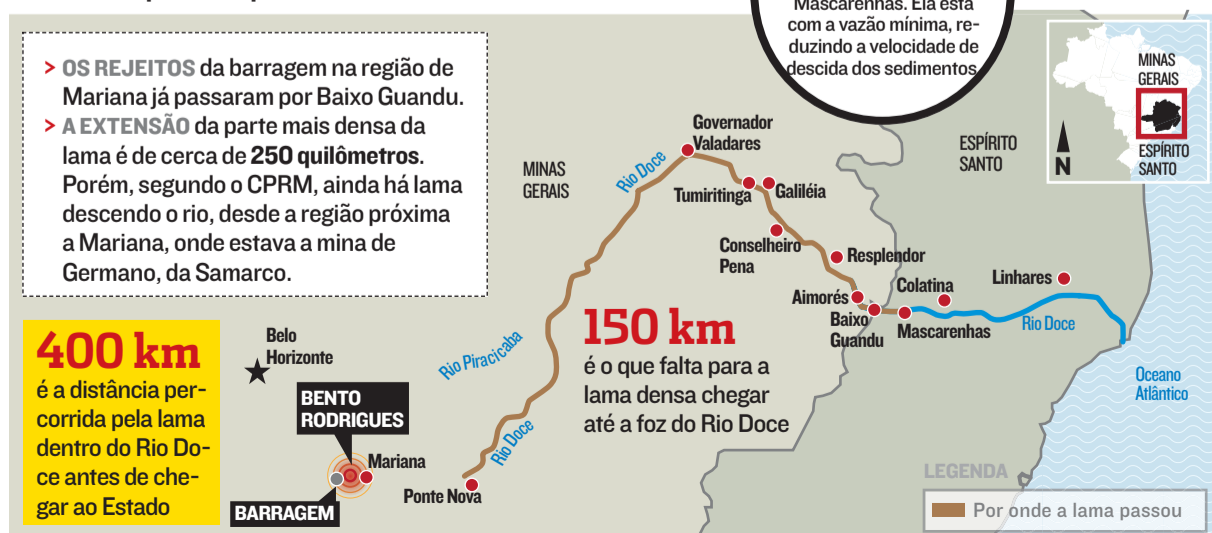 Mascarenhas. Ela está
com a vazão mínima, re-
duzindo a velocidade de
descida dos sedimentos
> OS REJEITOS da barragem na região de
Mariana já passaram por Baixo Guandu.
> A EXTENSÃO da parte mais densa da
lama é de cerca de 250 quilômetros.
Porém, segundo o CPRM, ainda há lama
descendo o rio, desde a região próxima
a Mariana, onde estava a mina de
Germano, da Samarco.
400 km
é a distância per-
corrida pela lama
dentro do Rio Do-
ce antes de che-
gar ao Estado
Belo
Horizonte
BENTO
RODRIGUES
Mariana
BARRAGEM
Ponte Nova
Rio Doce
Rio Piracicaba
150 km
é o que falta para a
lama densa chegar
até a foz do Rio Doce
MINAS
GERAIS
Rio Doce
Governador
Valadares
Tumiritinga
Galiléia
Conselheiro
Pena
Resplendor
Aimorés
Baixo
Guandu
Mascarenhas
Colatina
Linhares
Rio Doce
ESPÍRITO
SANTO
Oceano
Atlântico
N
MINAS
GERAIS
ESPÍRITO
SANTO
LEGENDA
Por onde a lama passou